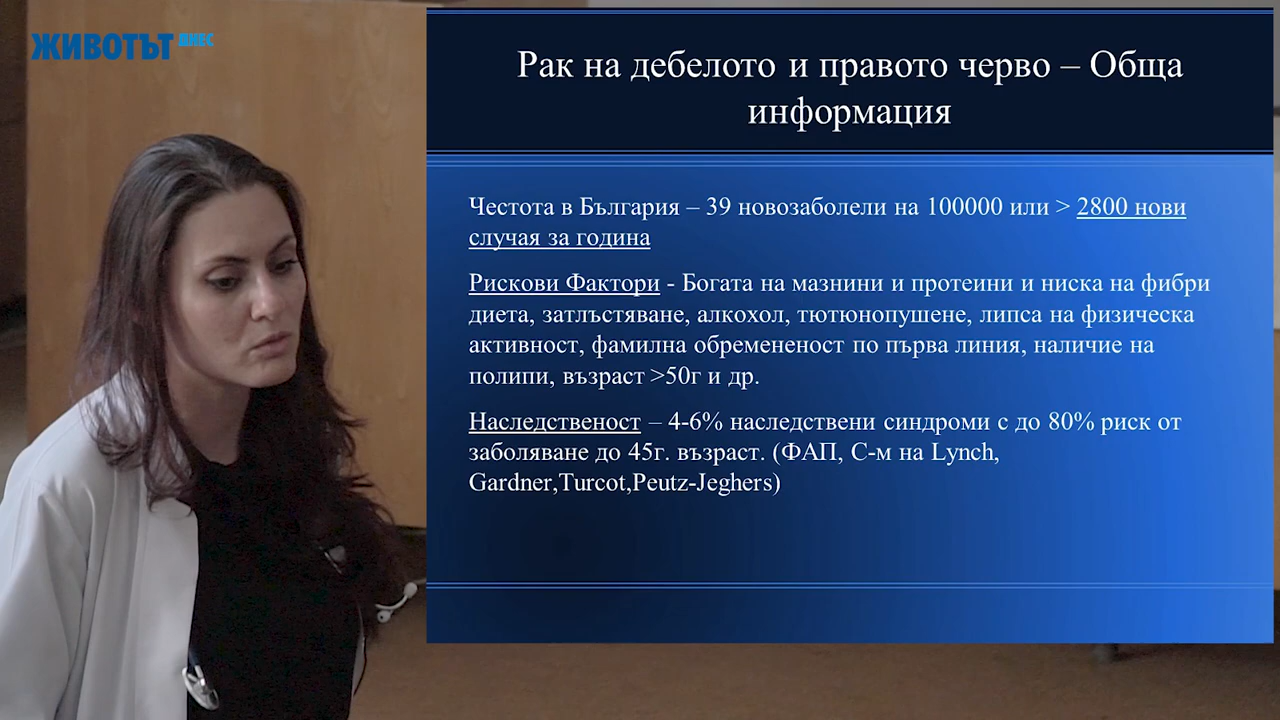 ЖИВОТЪТ ДНЕС
Рак на дебелото и правото черво – Обща
информация
Честота в България – 39 новозаболели на 100000 или > 2800 нови
случая за година
Рискови Фактори - Богата на мазнини и протеини и ниска на фибри
диета, затлъстяване, алкохол, тютюнопушене, липса на физическа
активност, фамилна обремененост по първа линия, наличие на
полипи, възраст >50г и др.
Наследственост – 4-6% наследствени синдроми с до 80% риск от
заболяване до 45г. възраст. (ФАП, С-м на Lynch,
Gardner,Turcot,Peutz-Jeghers)